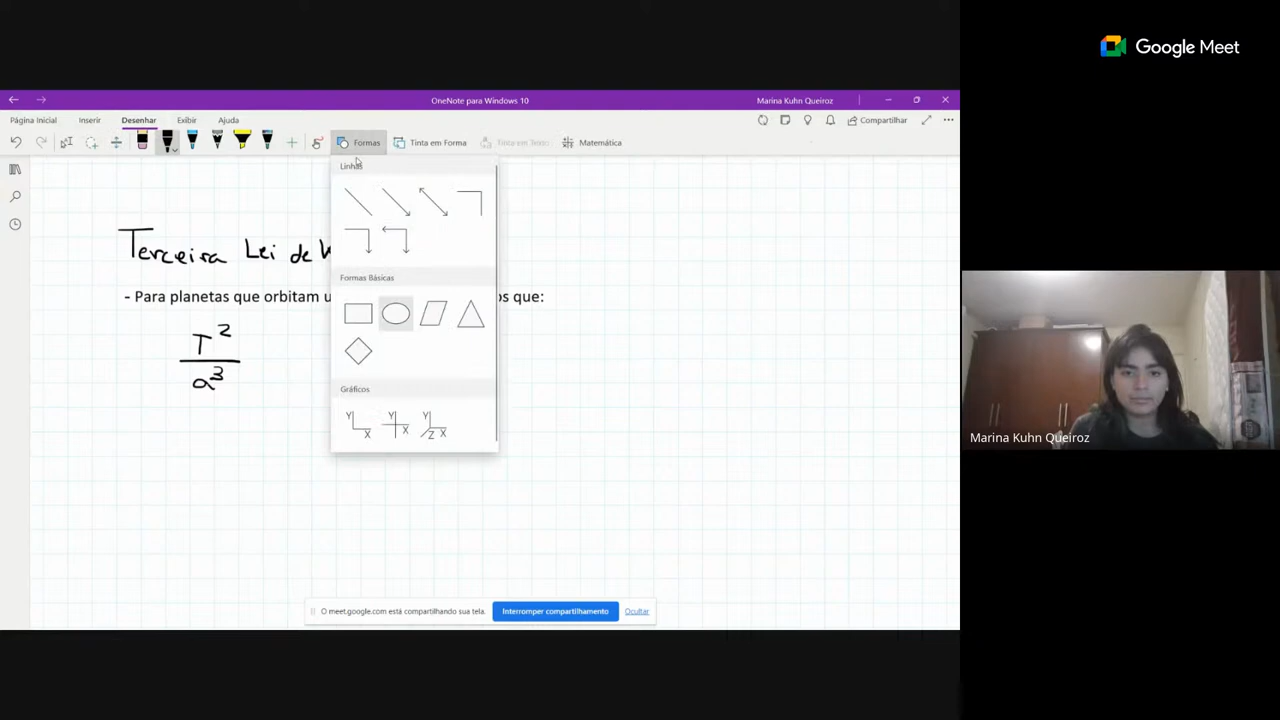 Google Meet
OneNote para Windows 10
Marina Kuhn Queiroz
Página Inicial Inserir Desenhar Exibir Ajuda
Compartilhar
Formas Tinta em Forma Tinta em Texto Matemática
Linhas
Terceira Lei de
Formas Básicas
- Para planetas que orbitam u s que:
T²
a³
Gráficos
Y X Y X Y Z X
Marina Kuhn Queiroz
O meet.google.com está compartilhando sua tela. Interromper compartilhamento Ocultar